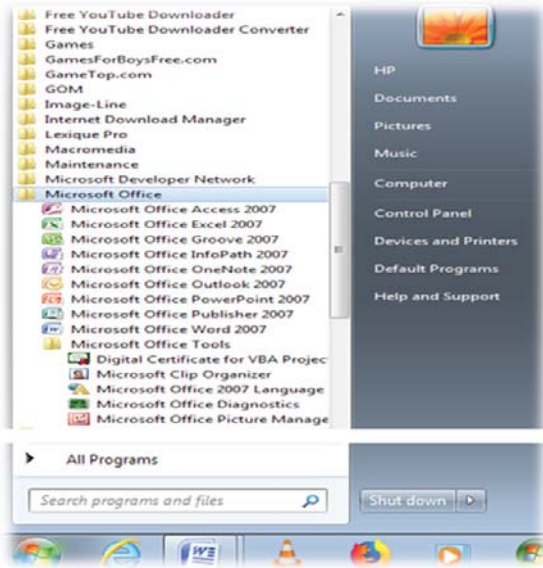 Free YouTube Downloader
Free YouTube Downloader Converter
Games
GamesForBoysFree.com
GameTop.com
GOM
Image-Line
Internet Download Manager
Lexique Pro
Macromedia
Maintenance
Microsoft Developer Network
Microsoft Office
Microsoft Office Access 2007
Microsoft Office Excel 2007
Microsoft Office Groove 2007
Microsoft Office InfoPath 2007
Microsoft Office OneNote 2007
Microsoft Office Outlook 2007
Microsoft Office PowerPoint 2007
Microsoft Office Publisher 2007
Microsoft Office Word 2007
Microsoft Office Tools
Digital Certificate for VBA Projec
Microsoft Clip Organizer
Microsoft Office 2007 Language
Microsoft Office Diagnostics
Microsoft Office Picture Manage
All Programs
Search programs and files
HP
Documents
Pictures
Music
Computer
Control Panel
Devices and Printers
Default Programs
Help and Support
Shut down